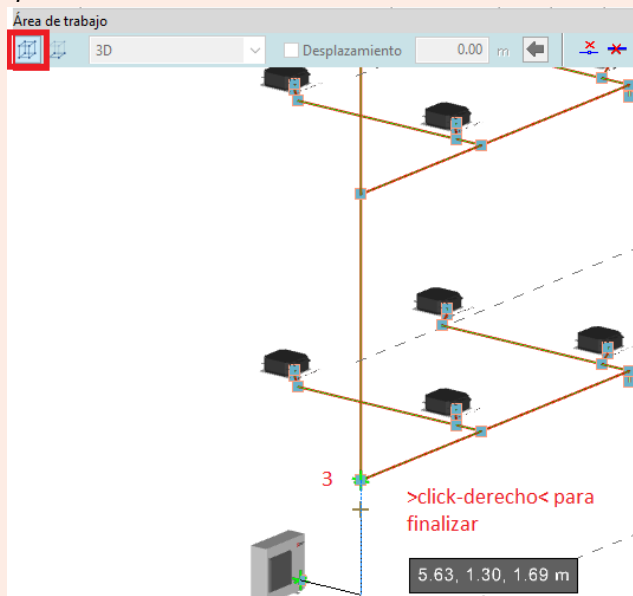 Área de trabajo
3D Desplazamiento 0.00 m
3
>click-derecho< para
finalizar
5.63, 1.30, 1.69 m